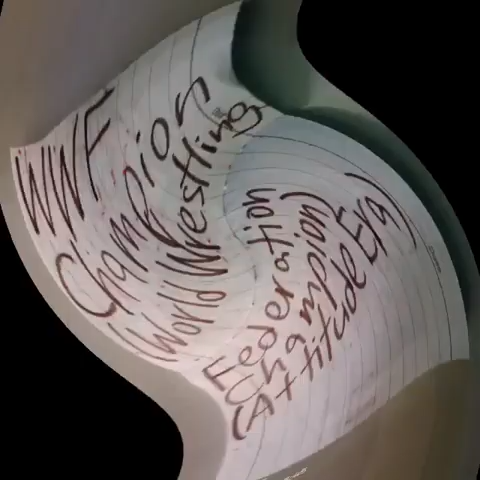 WWF
Champion
(World Wrestling
Federation
Champion)
(Attitude Era)